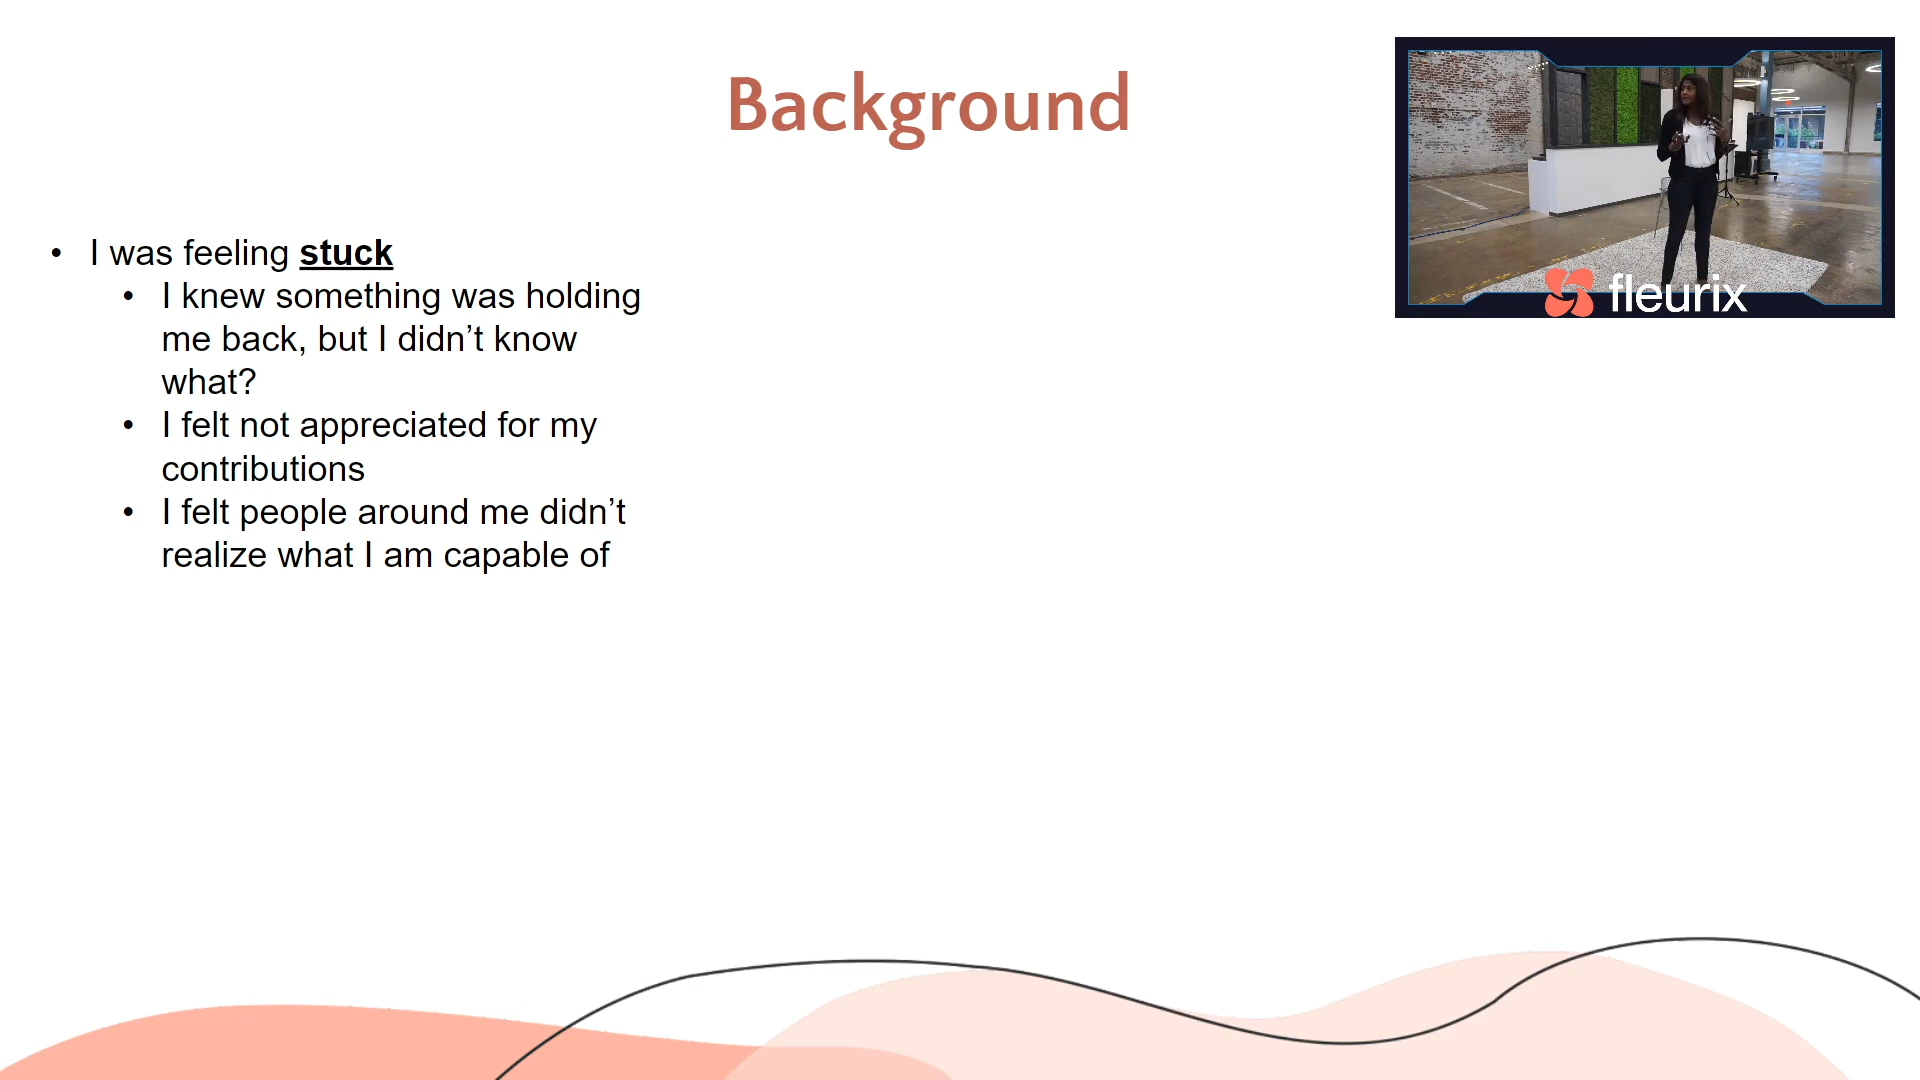 Background
I was feeling stuck
I knew something was holding
me back, but I didn’t know
what?
I felt not appreciated for my
contributions
I felt people around me didn’t
realize what I am capable of
fleurix